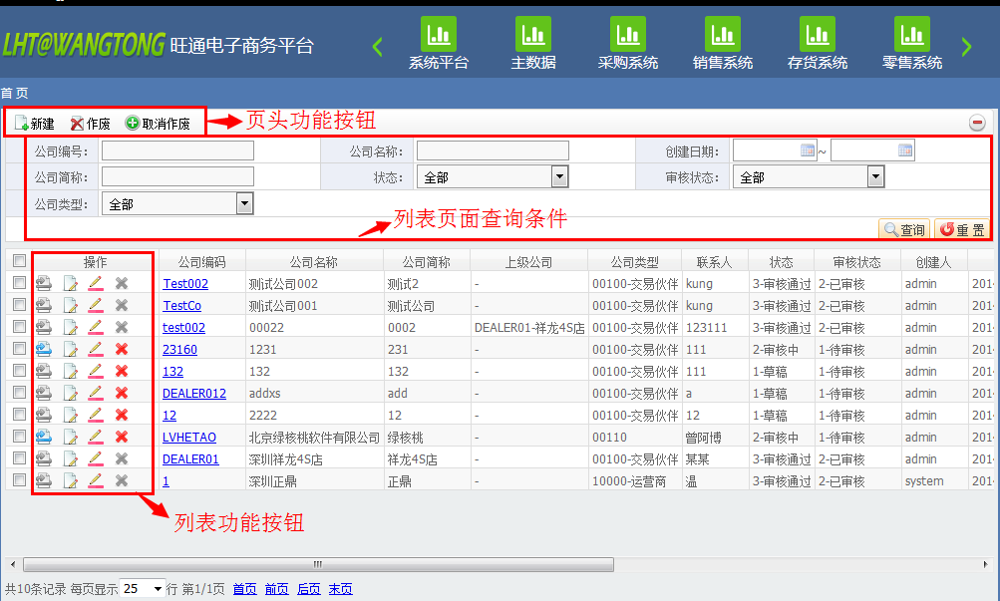 LHT@WANGTONG 旺通电子商务平台
系统平台 主数据 采购系统 销售系统 存货系统 零售系统
首 页
新建 作废 取消作废 页头功能按钮
公司编号： 公司名称： 创建日期： ~
公司简称： 状态： 全部 审核状态： 全部
公司类型： 全部
列表页面查询条件
查询 重 置
操作 公司编码 公司名称 公司简称 上级公司 公司类型 联系人 状态 审核状态 创建人
Test002 测试公司002 测试2 - 00100-交易伙伴 kung 3-审核通过 2-已审核 admin 201
TestCo 测试公司001 测试公司 - 00100-交易伙伴 kung 3-审核通过 2-已审核 admin 201
test002 00022 0002 DEALER01-祥龙4S店 00100-交易伙伴 123111 3-审核通过 2-已审核 admin 201
23160 1231 231 - 00100-交易伙伴 111 2-审核中 1-待审核 admin 201
132 132 132 - 00100-交易伙伴 111 1-草稿 1-待审核 admin 201
DEALER012 addxs add - 00100-交易伙伴 a 1-草稿 1-待审核 admin 201
12 2222 12 - 00100-交易伙伴 12 1-草稿 1-待审核 admin 201
LVHETAO 北京绿核桃软件有限公司 绿核桃 - 00110 曾阿博 2-审核中 1-待审核 admin 201
DEALER01 深圳祥龙4S店 祥龙4S店 - 00100-交易伙伴 某某 3-审核通过 2-已审核 admin 201
1 深圳正鼎 正鼎 - 10000-运营商 温 3-审核通过 2-已审核 system 201
列表功能按钮
共10条记录 每页显示 25 行 第1/1页 首页 前页 后页 末页